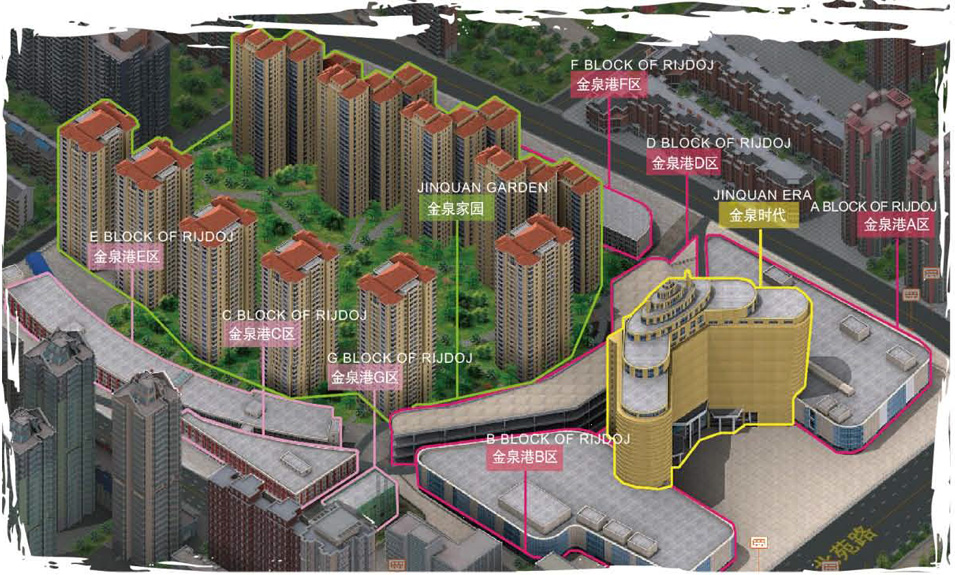 F BLOCK OF RIJDOJ
金泉港F区
D BLOCK OF RIJDOJ
金泉港D区
JINQUAN GARDEN
金泉家园
JINQUAN ERA
金泉时代
A BLOCK OF RIJDOJ
金泉港A区
E BLOCK OF RIJDOJ
金泉港E区
C BLOCK OF RIJDOJ
金泉港C区
G BLOCK OF RIJDOJ
金泉港G区
B BLOCK OF RIJDOJ
金泉港B区
苑路